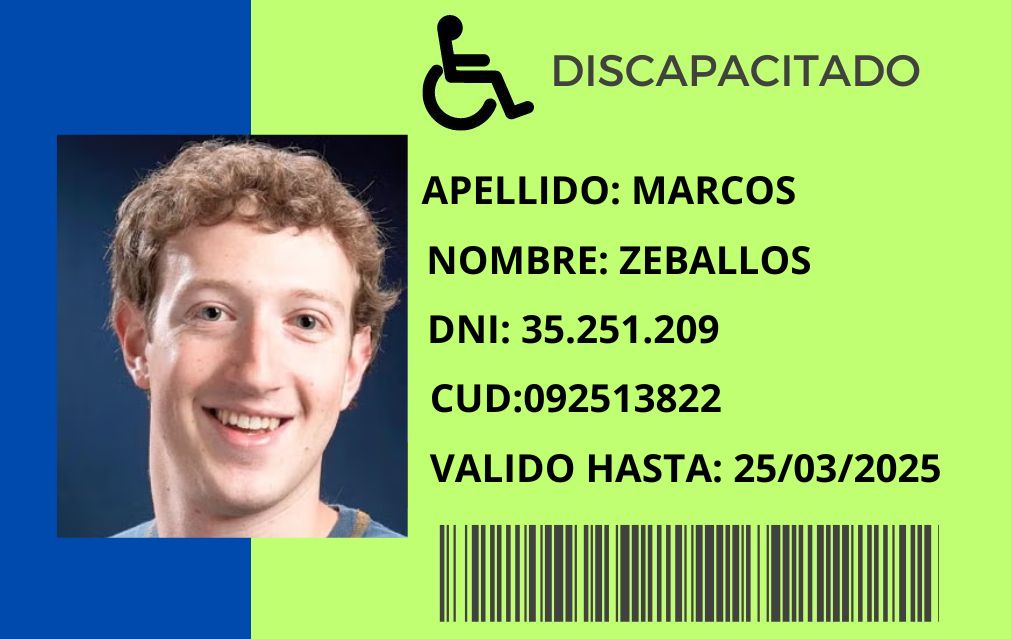 DISCAPACITADO
APELLIDO: MARCOS
NOMBRE: ZEBALLOS
DNI: 35.251.209
CUD:092513822
VALIDO HASTA: 25/03/2025